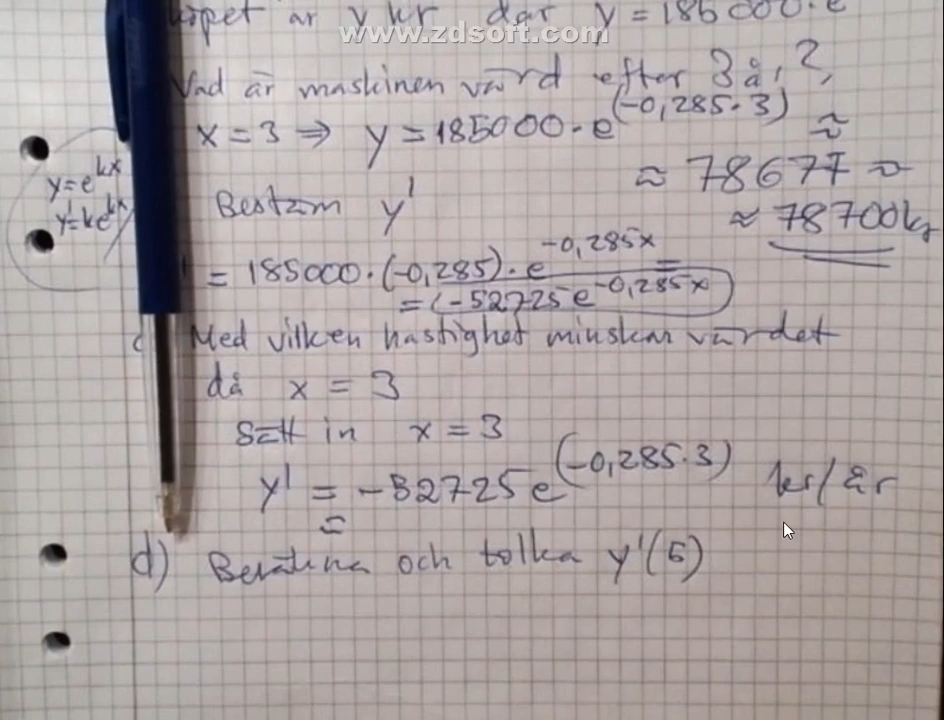 köpet är y kr där y = 185 000 · e
www.zdsoft.com
Vad är maskinen värd efter 3 år?
x = 3 ⇒ y = 185000 · e^(-0,285·3) ≈
≈ 78677 ≈
y = e^kx
y' = ke^kx
Bestäm y'
≈ 78700 kr
= 185000 · (-0,285) · e^-0,285x =
= (-52725 e^-0,285x)
c Med vilken hastighet minskar värdet
då x = 3
Sätt in x = 3
y' = -52725 e^(-0,285·3) kr/år
=
d) Beräkna och tolka y'(5)